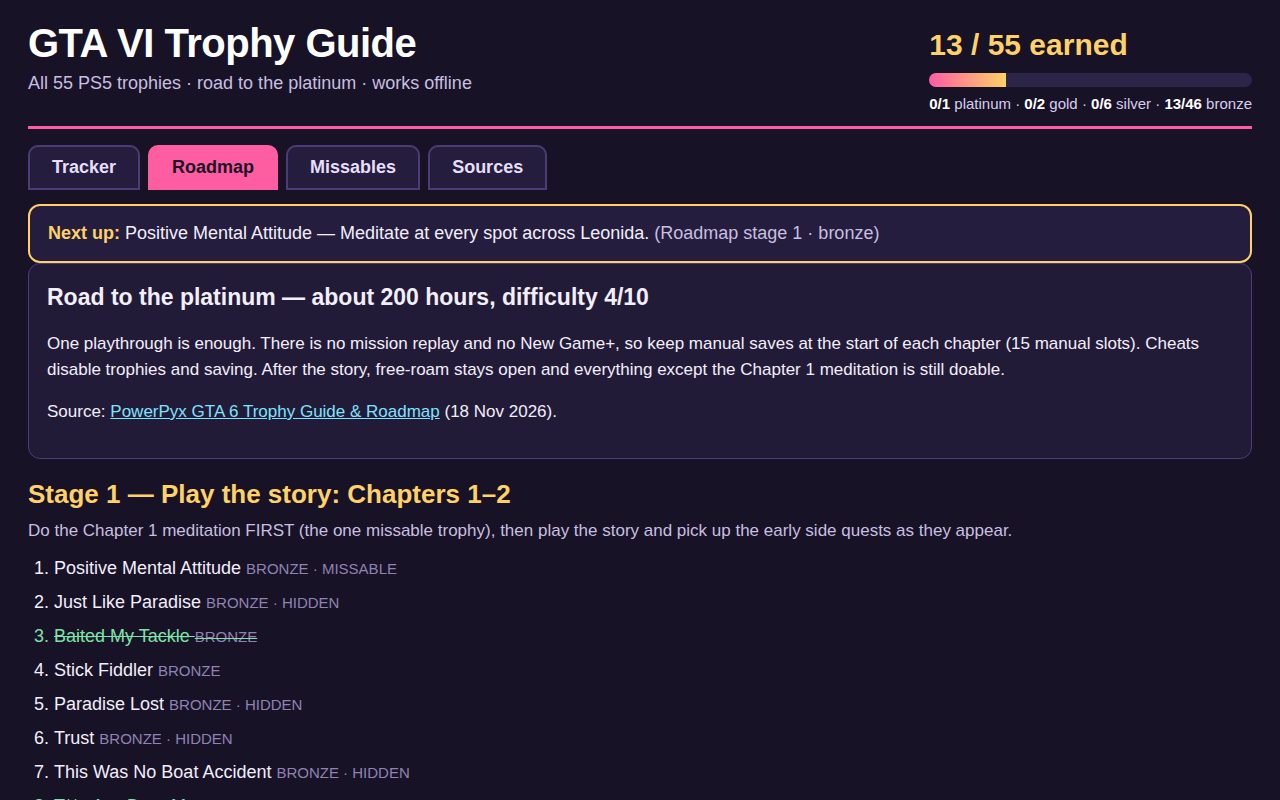 GTA VI Trophy Guide
All 55 PS5 trophies · road to the platinum · works offline
13 / 55 earned
0/1 platinum · 0/2 gold · 0/6 silver · 13/46 bronze
Tracker
Roadmap
Missables
Sources
Next up: Positive Mental Attitude — Meditate at every spot across Leonida. (Roadmap stage 1 · bronze)
Road to the platinum — about 200 hours, difficulty 4/10
One playthrough is enough. There is no mission replay and no New Game+, so keep manual saves at the start of each chapter (15 manual slots). Cheats
disable trophies and saving. After the story, free-roam stays open and everything except the Chapter 1 meditation is still doable.
Source: PowerPyx GTA 6 Trophy Guide & Roadmap (18 Nov 2026).
Stage 1 — Play the story: Chapters 1–2
Do the Chapter 1 meditation FIRST (the one missable trophy), then play the story and pick up the early side quests as they appear.
1. Positive Mental Attitude BRONZE · MISSABLE
2. Just Like Paradise BRONZE · HIDDEN
3. Baited My Tackle BRONZE
4. Stick Fiddler BRONZE
5. Paradise Lost BRONZE · HIDDEN
6. Trust BRONZE · HIDDEN
7. This Was No Boat Accident BRONZE · HIDDEN